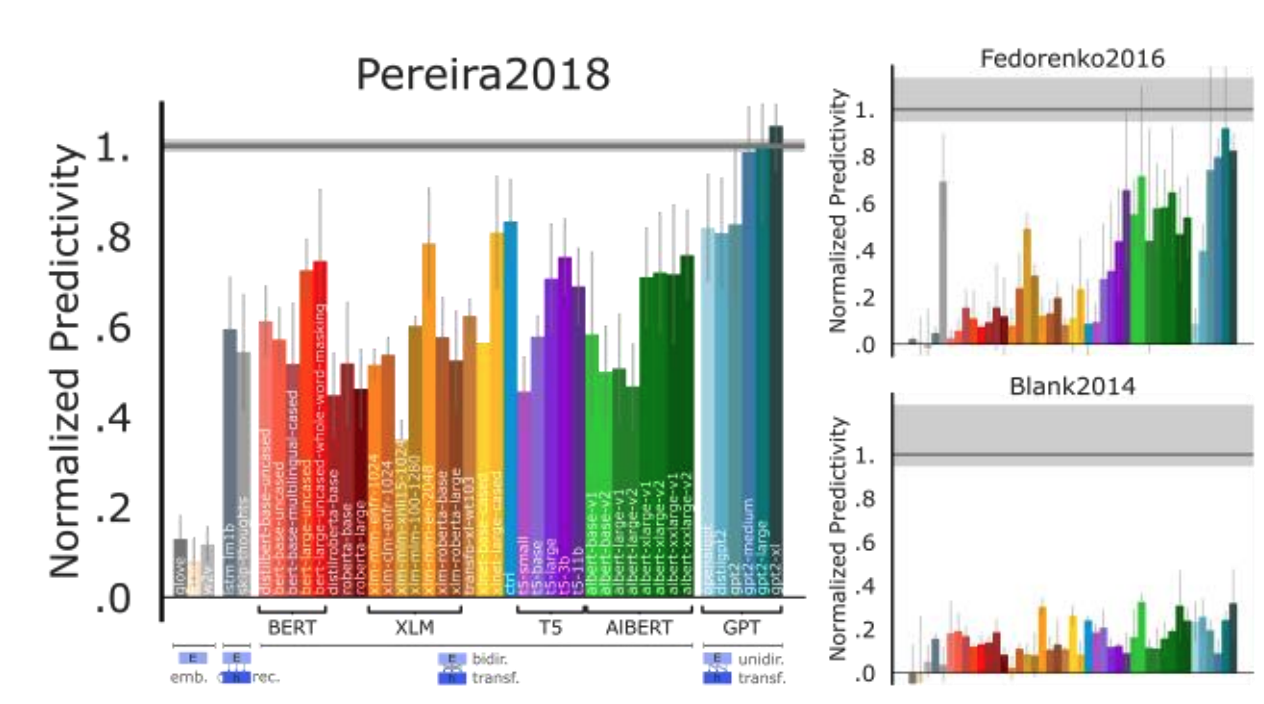 Pereira2018
Normalized Predictivity
1.
.8
.6
.4
.2
.0
glove
w2v
lstm lm1b
skip-thoughts
distilbert-base-uncased
bert-base-uncased
bert-base-multilingual-cased
bert-large-uncased
bert-large-uncased-whole-word-masking
distilroberta-base
roberta-base
roberta-large
xlm-clm-enfr-1024
xlm-mlm-xnli15-1024
xlm-mlm-100-1280
xlm-mlm-en-2048
xlm-roberta-base
xlm-roberta-large
transfo-xl-wt103
xlnet-base-cased
xlnet-large-cased
ctrl
t5-small
t5-base
t5-large
t5-3b
t5-11b
albert-base-v1
albert-base-v2
albert-large-v1
albert-large-v2
albert-xlarge-v1
albert-xlarge-v2
albert-xxlarge-v1
albert-xxlarge-v2
openaigpt
distilgpt2
gpt2
gpt2-medium
gpt2-large
gpt2-xl
BERT
XLM
T5
AlBERT
GPT
E
emb.
E
rec.
E bidir.
h transf.
E unidir.
h transf.
Fedorenko2016
Normalized Predictivity
1.
.8
.6
.4
.2
.0
Blank2014
Normalized Predictivity
1.
.8
.6
.4
.2
.0